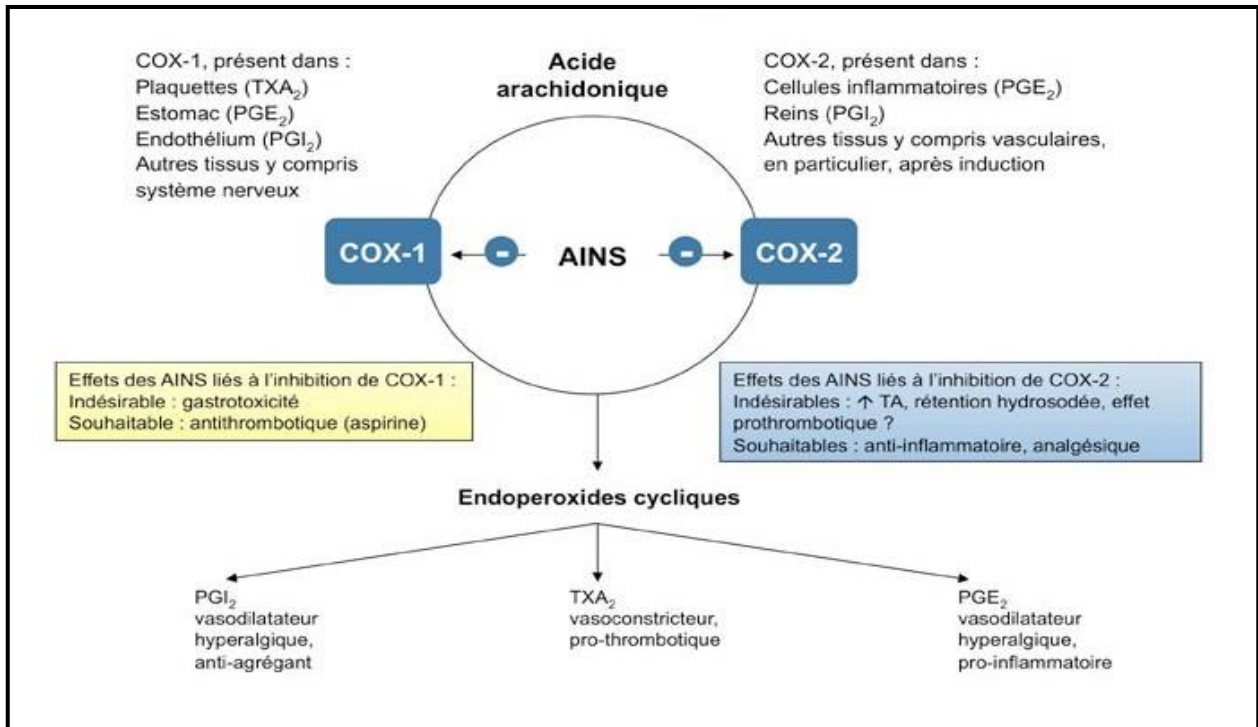 COX-1, présent dans :
Plaquettes (TXA₂)
Estomac (PGE₂)
Endothélium (PGI₂)
Autres tissus y compris
système nerveux
Acide
arachidonique
COX-2, présent dans :
Cellules inflammatoires (PGE₂)
Reins (PGI₂)
Autres tissus y compris vasculaires,
en particulier, après induction
COX-1
-
AINS
-
COX-2
Effets des AINS liés à l'inhibition de COX-1 :
Indésirable : gastrotoxicité
Souhaitable : antithrombotique (aspirine)
Effets des AINS liés à l'inhibition de COX-2 :
Indésirables : ↑ TA, rétention hydrosodée, effet
prothrombotique ?
Souhaitables : anti-inflammatoire, analgésique
Endoperoxides cycliques
PGI₂
vasodilatateur
hyperalgique,
anti-agrégant
TXA₂
vasoconstricteur,
pro-thrombotique
PGE₂
vasodilatateur
hyperalgique,
pro-inflammatoire